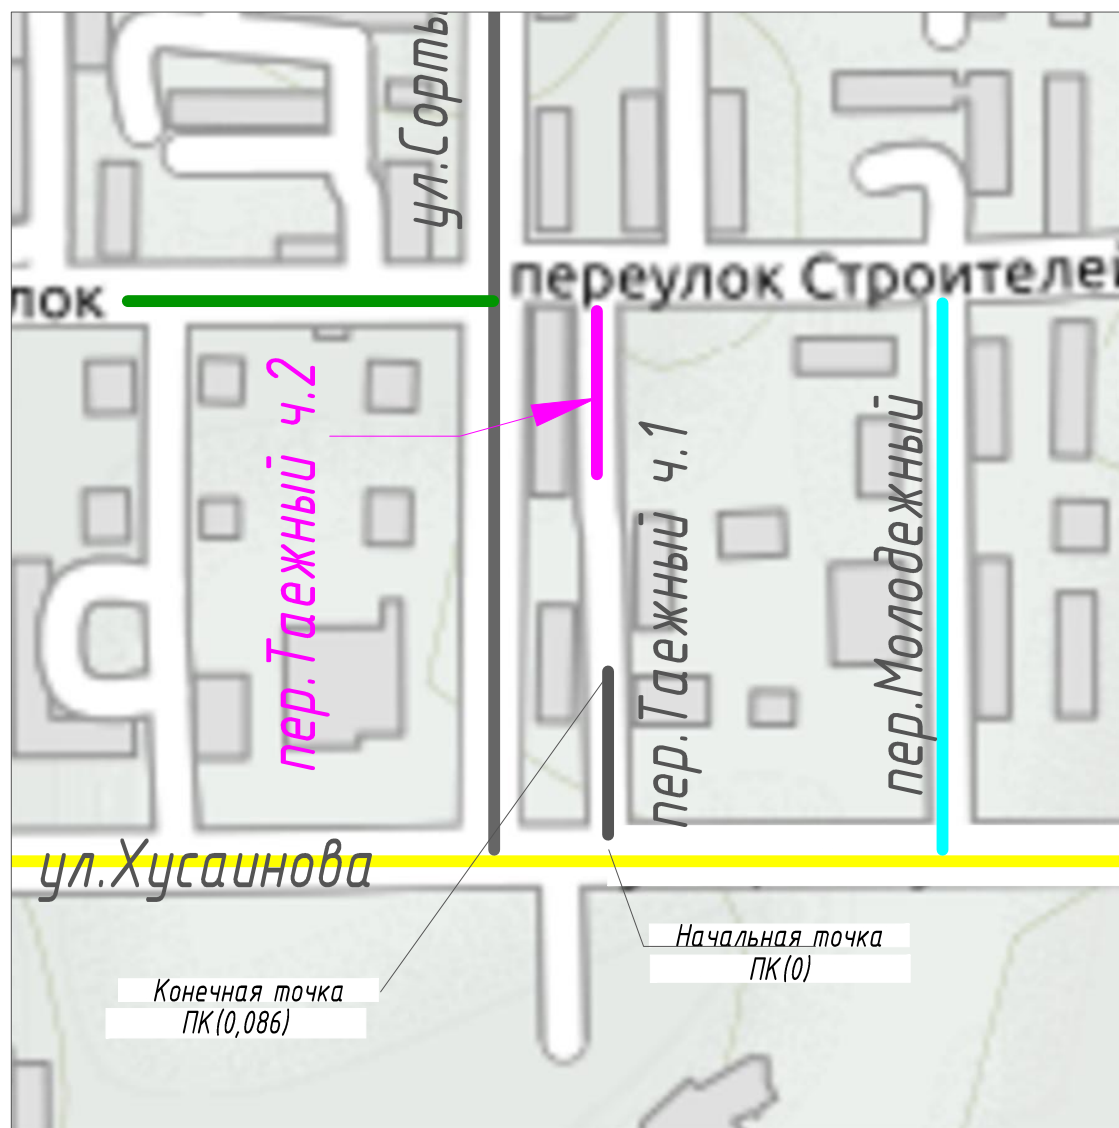 ул.Сорты
переулок Строителе
лок
пер.Таежный ч.2
пер.Таежный ч.1
пер.Молодежный
ул.Хусаинова
Начальная точка
ПК(0)
Конечная точка
ПК(0,086)